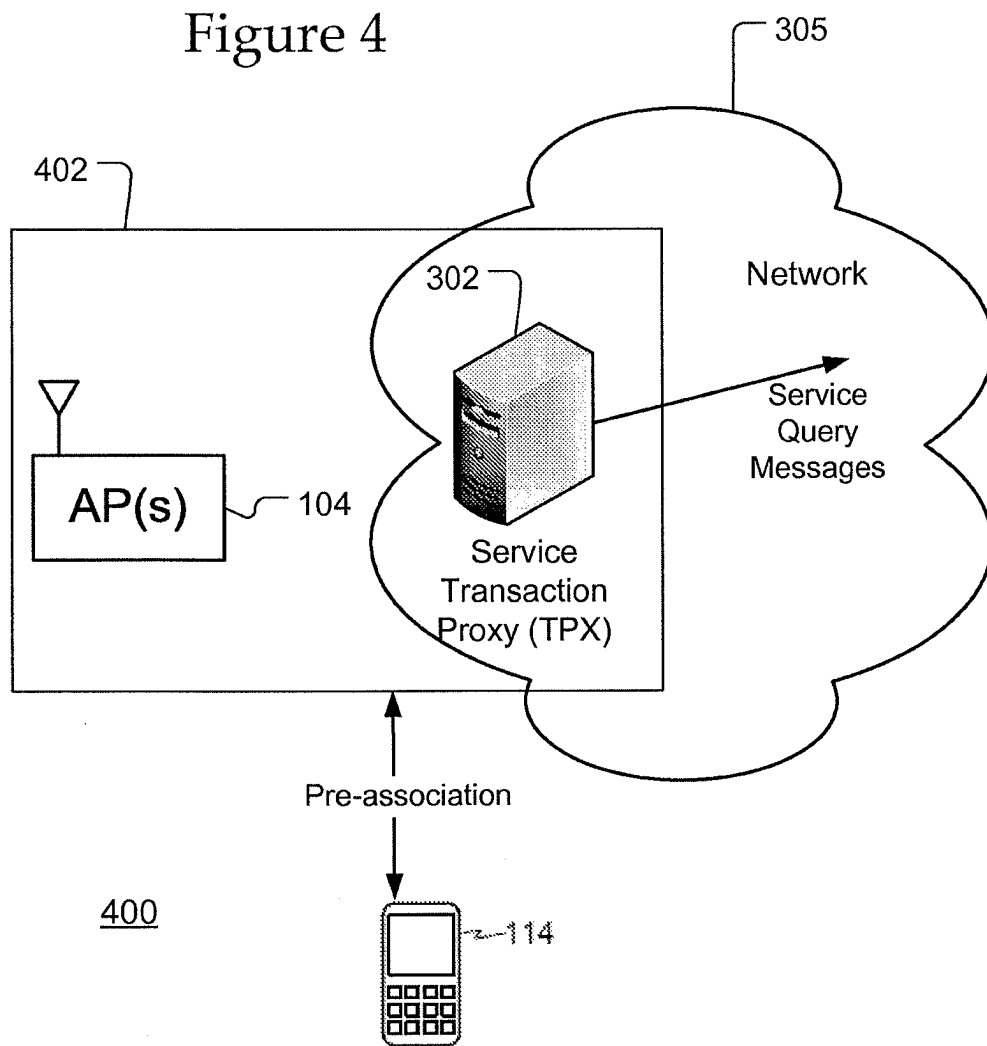 Figure 4
305
402
302
Network
Service
Query
Messages
AP(s)
104
Service
Transaction
Proxy (TPX)
Pre-association
400
114